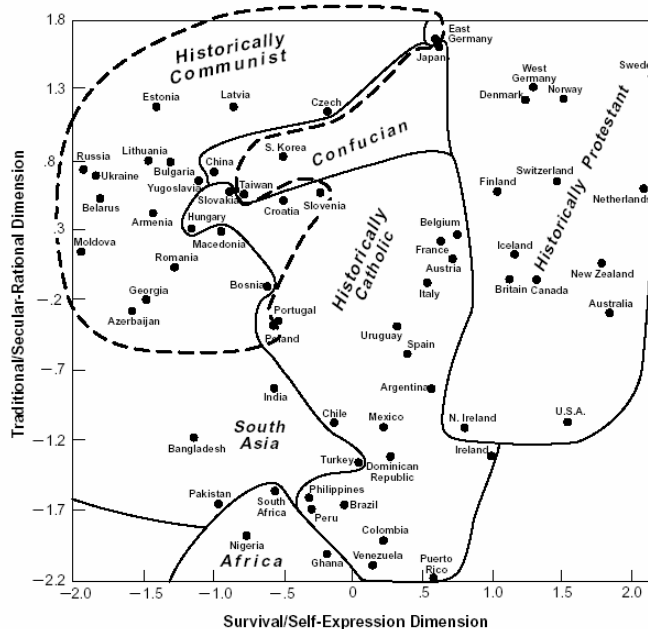 1.8
1.3
.8
.3
−.2
−.7
−1.2
−1.7
−2.2
Traditional/Secular-Rational Dimension
Historically
Communist
East
Germany
Japan
West
Germany
Norway
Swede
Denmark
Estonia
Latvia
Czech
Confucian
S. Korea
Russia
Lithuania
Ukraine
Bulgaria
Yugoslavia
China
Slovakia
Taiwan
Croatia
Slovenia
Belarus
Armenia
Hungary
Macedonia
Moldova
Romania
Georgia
Azerbaijan
Bosnia
Portugal
Poland
Historically
Catholic
Belgium
France
Austria
Italy
Uruguay
Spain
Argentina
Historically Protestant
Switzerland
Finland
Netherlands
Iceland
New Zealand
Britain
Canada
Australia
India
South
Asia
Bangladesh
Pakistan
Chile
Mexico
Turkey
Dominican
Republic
N. Ireland
Ireland
U.S.A.
Philippines
Peru
Brazil
South
Africa
Nigeria
Africa
Ghana
Colombia
Venezuela
Puerto
Rico
−2.0
−1.5
−1.0
−.5
0
.5
1.0
1.5
2.0
Survival/Self-Expression Dimension